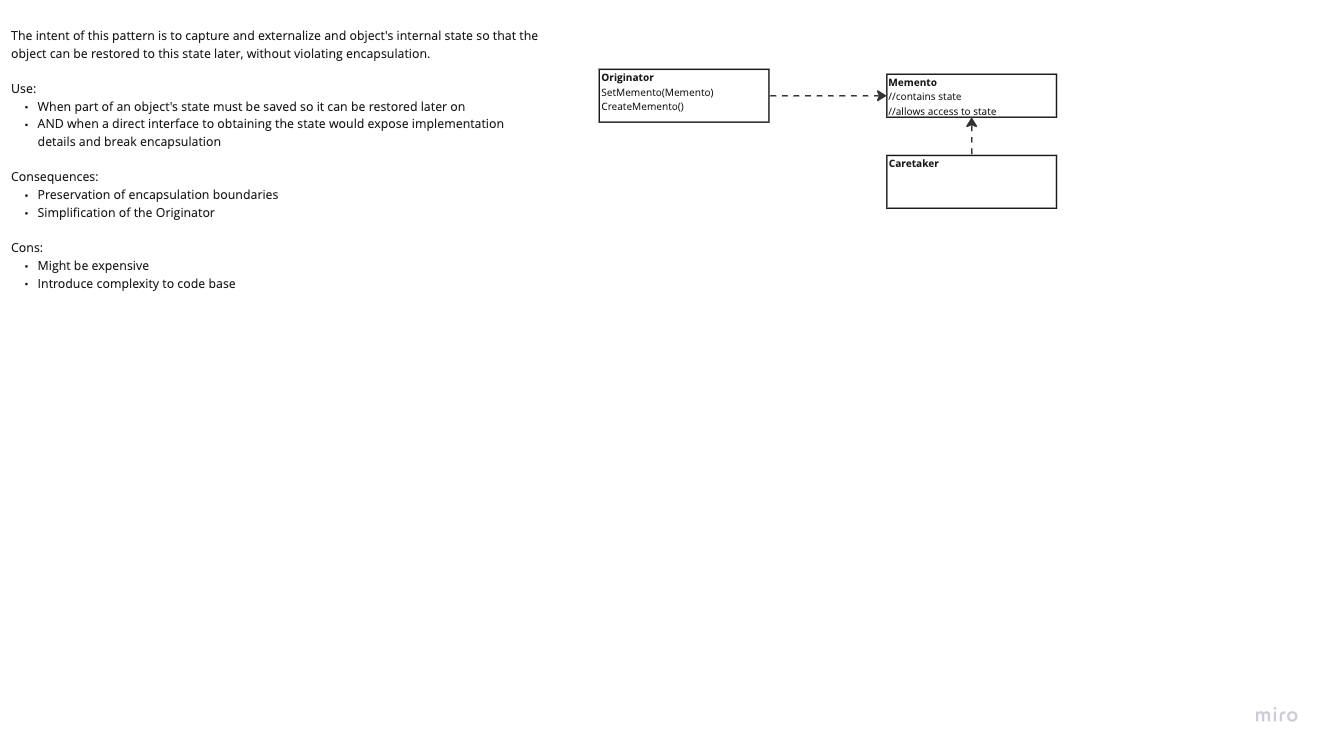 The intent of this pattern is to capture and externalize and object's internal state so that the
object can be restored to this state later, without violating encapsulation.
Use:
• When part of an object's state must be saved so it can be restored later on
• AND when a direct interface to obtaining the state would expose implementation
details and break encapsulation
Consequences:
• Preservation of encapsulation boundaries
• Simplification of the Originator
Cons:
• Might be expensive
• Introduce complexity to code base
Originator
SetMemento(Memento)
CreateMemento()
Memento
//contains state
//allows access to state
Caretaker
miro